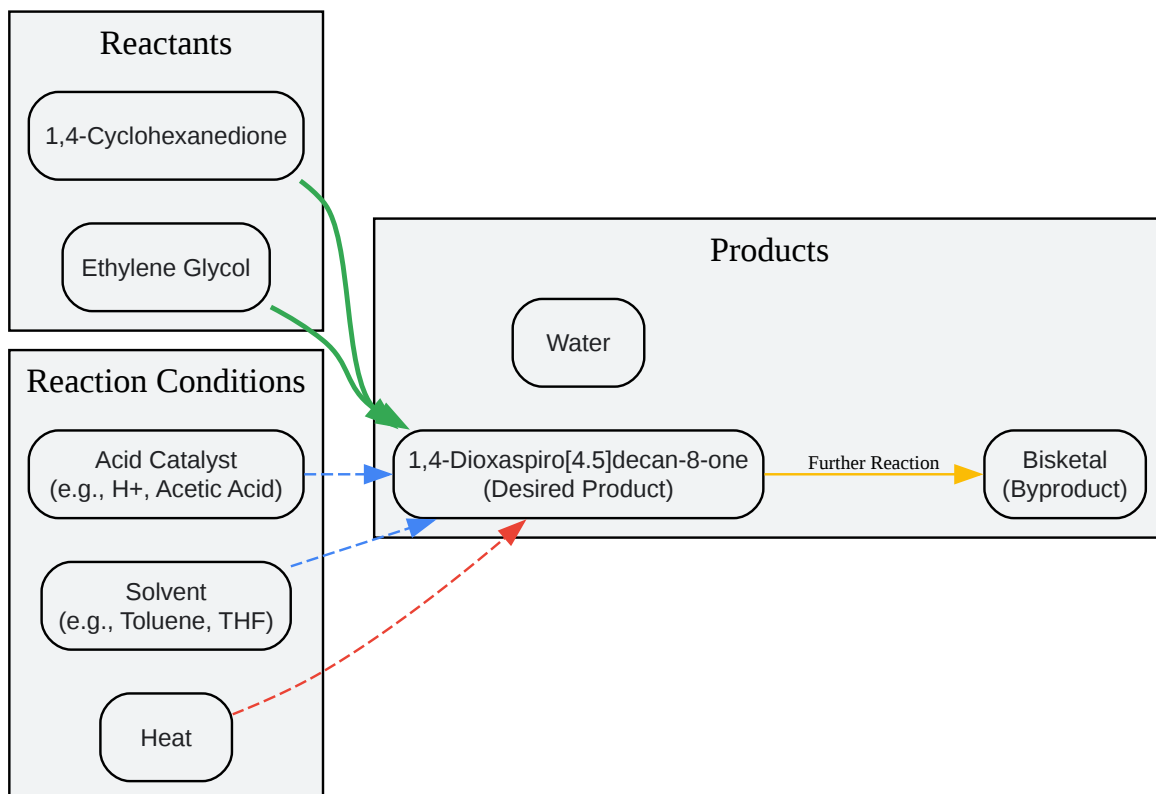 Reactants
1,4-Cyclohexanedione
Ethylene Glycol
Reaction Conditions
Acid Catalyst
(e.g., H+, Acetic Acid)
Solvent
(e.g., Toluene, THF)
Heat
Products
Water
1,4-Dioxaspiro[4.5]decan-8-one
(Desired Product)
Further Reaction
Bisketal
(Byproduct)